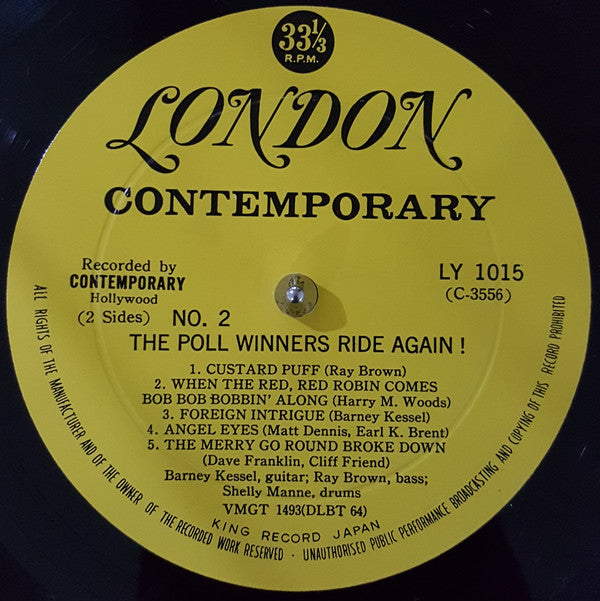 33⅓
R.P.M.
LONDON
CONTEMPORARY
Recorded by
CONTEMPORARY
Hollywood
(2 Sides) NO. 2
LY 1015
(C-3556)
THE POLL WINNERS RIDE AGAIN !
1. CUSTARD PUFF (Ray Brown)
2. WHEN THE RED, RED ROBIN COMES
BOB BOB BOBBIN' ALONG (Harry M. Woods)
3. FOREIGN INTRIGUE (Barney Kessel)
4. ANGEL EYES (Matt Dennis, Earl K. Brent)
5. THE MERRY GO ROUND BROKE DOWN
(Dave Franklin, Cliff Friend)
Barney Kessel, guitar; Ray Brown, bass;
Shelly Manne, drums
VMGT 1493(DLBT 64)
KING RECORD JAPAN
ALL RIGHTS OF THE MANUFACTURER AND OF THE OWNER OF THE RECORDED WORK RESERVED · UNAUTHORISED PUBLIC PERFORMANCE BROADCASTING AND COPYING OF THIS RECORD PROHIBITED